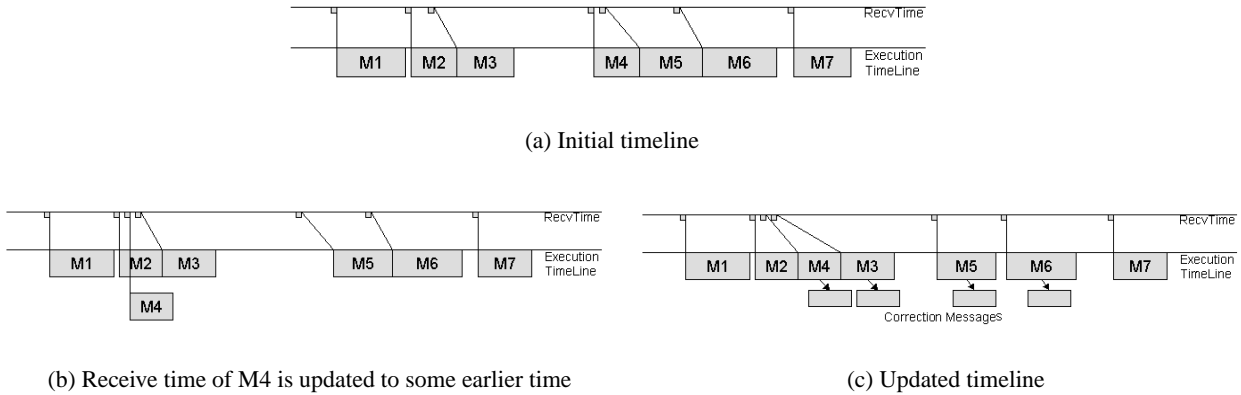 RecvTime
M1 M2 M3 M4 M5 M6 M7 Execution
TimeLine
(a) Initial timeline
RecvTime
M1 M2 M3 M5 M6 M7 Execution
TimeLine
M4
(b) Receive time of M4 is updated to some earlier time
RecvTime
M1 M2 M4 M3 M5 M6 M7 Execution
TimeLine
Correction Messages
(c) Updated timeline